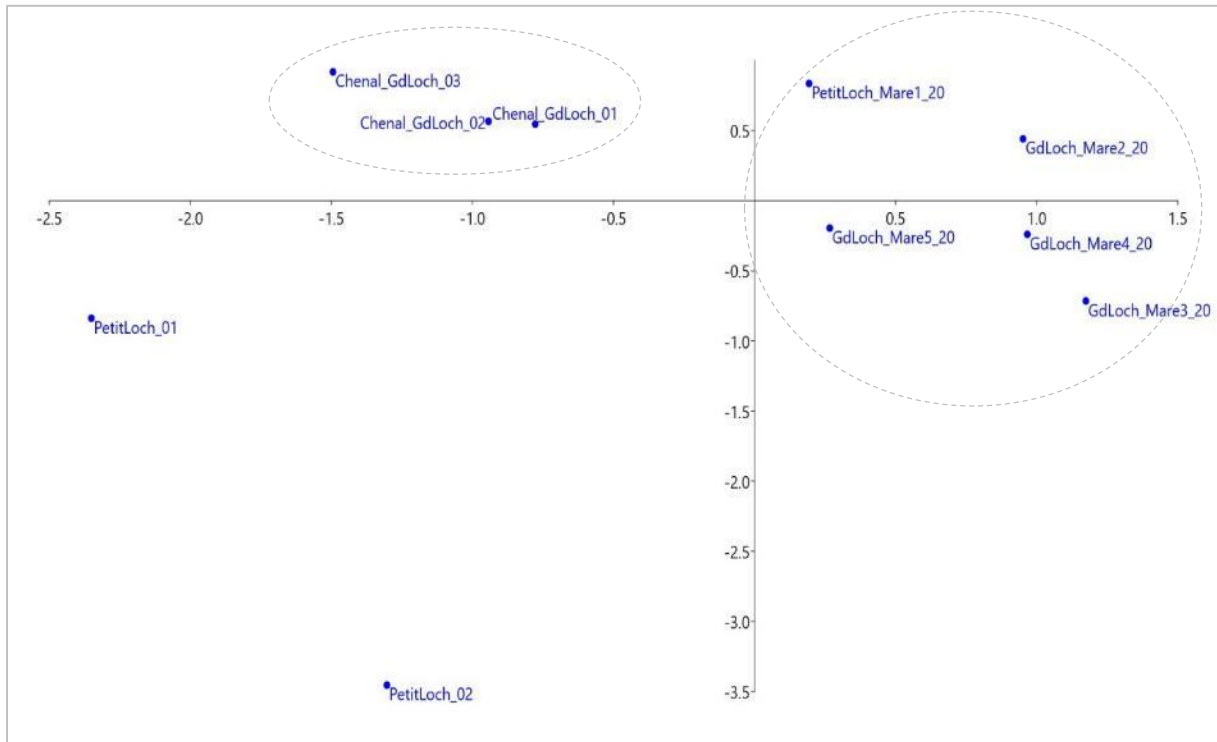 Chenal_GdLoch_03
PetitLoch_Mare1_20
Chenal_GdLoch_02
Chenal_GdLoch_01
0.5
GdLoch_Mare2_20
-2.5
-2.0
-1.5
-1.0
-0.5
0.5
1.0
1.5
GdLoch_Mare5_20
GdLoch_Mare4_20
-0.5
GdLoch_Mare3_20
PetitLoch_01
-1.0
-1.5
-2.0
-2.5
-3.0
-3.5
PetitLoch_02